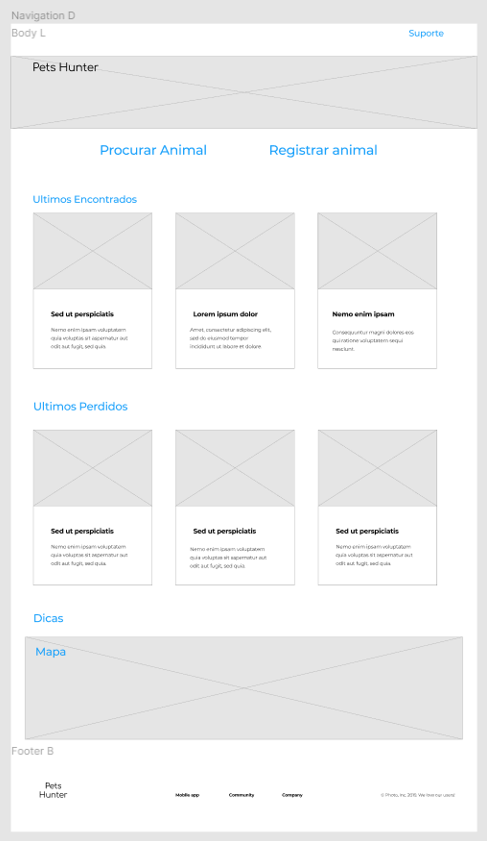 Navigation D
Body L
Suporte
Pets Hunter
Procurar Animal
Registrar animal
Ultimos Encontrados
Sed ut perspiciatis
Nemo enim ipsam voluptatem
quia voluptas sit aspernatur aut
odit aut fugit, sed quia.
Lorem ipsum dolor
Amet, consectetur adipiscing elit,
sed do eiusmod tempor
incididunt ut labore et dolore.
Nemo enim ipsam
Consequuntur magni dolores eos
qui ratione voluptatem sequi
nesciunt.
Ultimos Perdidos
Sed ut perspiciatis
Nemo enim ipsam voluptatem
quia voluptas sit aspernatur aut
odit aut fugit, sed quia.
Sed ut perspiciatis
Nemo enim ipsam voluptatem
quia voluptas sit aspernatur aut
odit aut fugit, sed quia.
Sed ut perspiciatis
Nemo enim ipsam voluptatem
quia voluptas sit aspernatur aut
odit aut fugit, sed quia.
Dicas
Mapa
Footer B
Pets
Hunter
Mobile app
Community
Company
© Photo, Inc. 2019. We love our users!